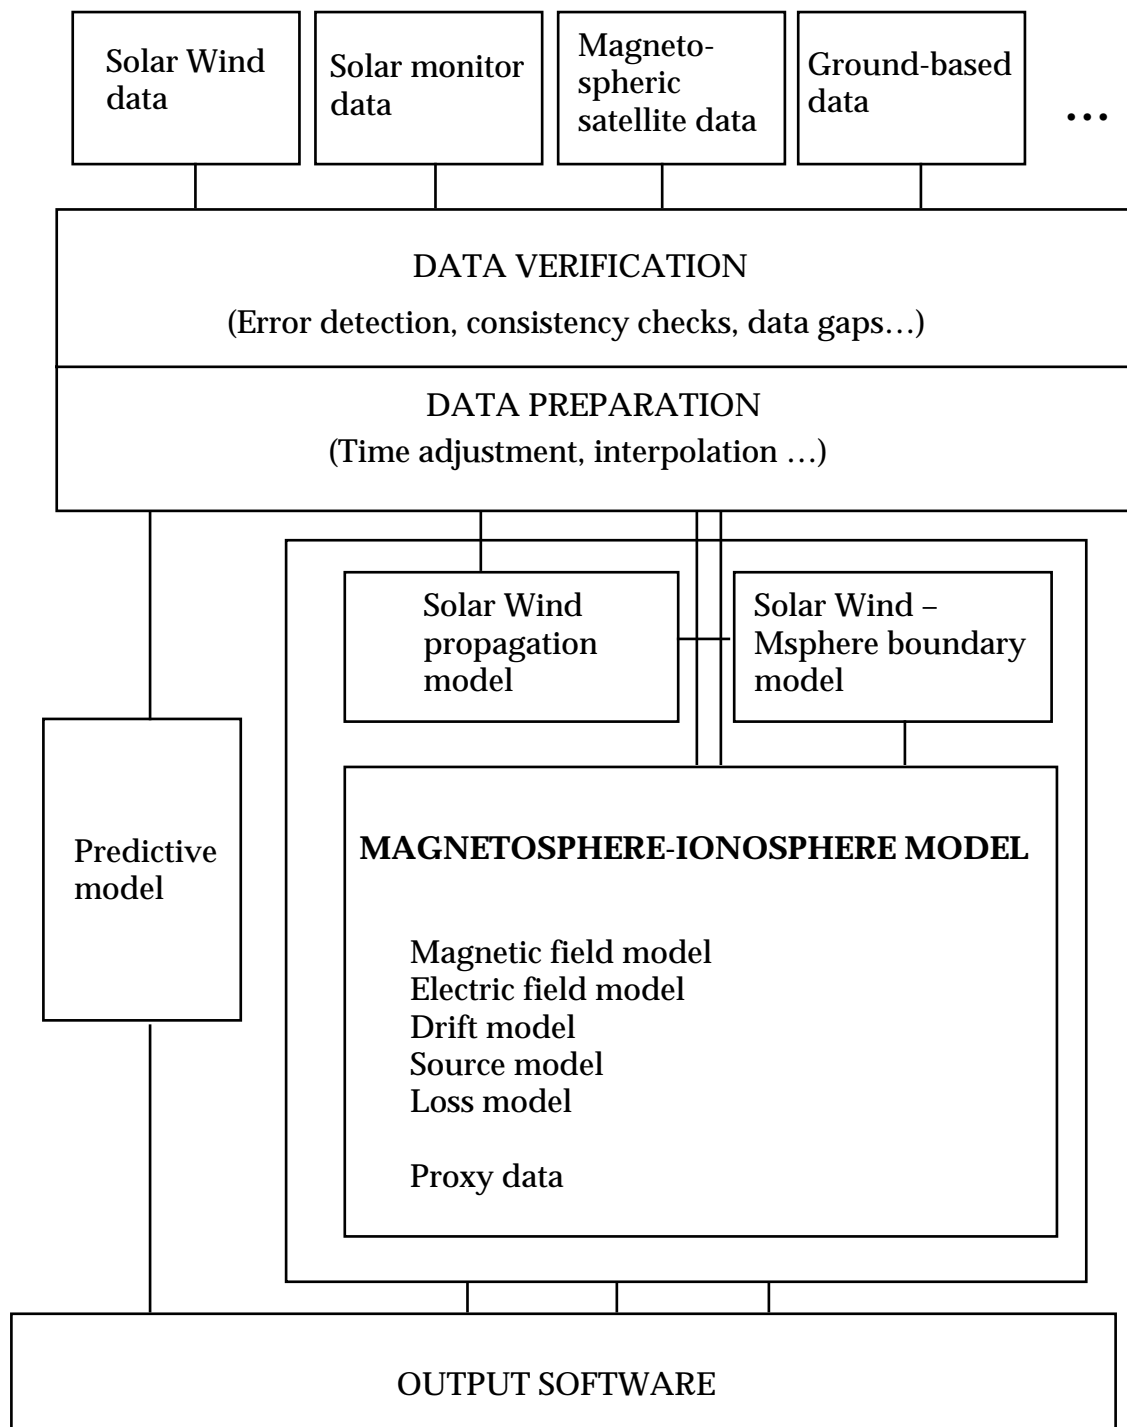 Solar Wind
data
Solar monitor
data
Magneto-
spheric
satellite data
Ground-based
data
...
DATA VERIFICATION
(Error detection, consistency checks, data gaps…)
DATA PREPARATION
(Time adjustment, interpolation …)
Solar Wind
propagation
model
Solar Wind –
Msphere boundary
model
Predictive
model
MAGNETOSPHERE-IONOSPHERE MODEL
Magnetic field model
Electric field model
Drift model
Source model
Loss model
Proxy data
OUTPUT SOFTWARE